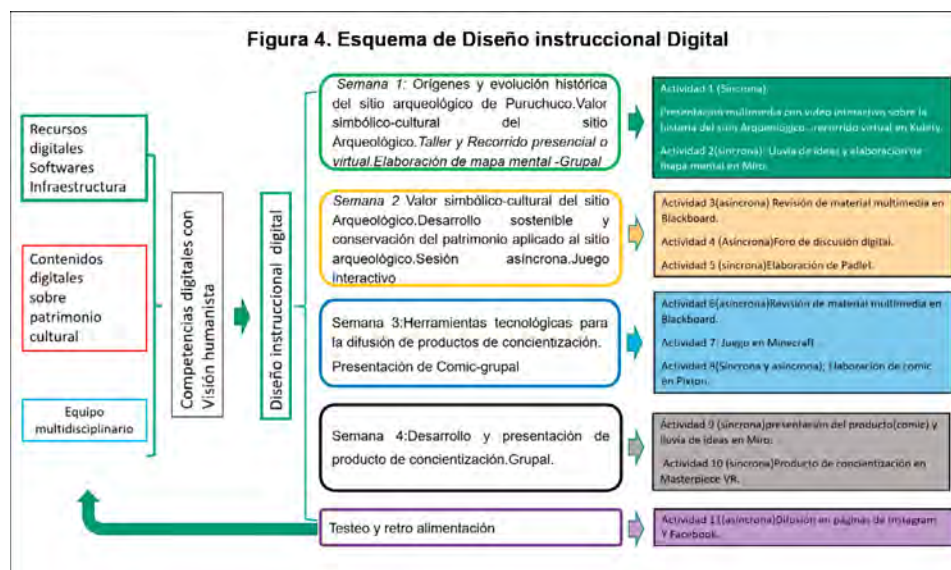 Figura 4. Esquema de Diseño instruccional Digital
Recursos
digitales
Softwares
Infraestructura
Contenidos
digitales
sobre
patrimonio
cultural
Equipo
multidisciplinario
Competencias digitales con
Visión humanista
Diseño instruccional digital
Semana 1: Orígenes y evolución histórica
del sitio arqueológico de Puruchuco.Valor
simbólico-cultural del sitio
Arqueológico.Taller y Recorrido presencial o
virtual.Elaboración de mapa mental -Grupal
Actividad 1 (Síncrona).
Presentación multimedia con video interactivo sobre la
historia del sitio Arqueológico recorrido virtual en
Actividad 2(síncrona): Lluvia de ideas y elaboración de
mapa mental en Miro.
Semana 2 Valor simbólico-cultural del sitio
Arqueológico.Desarrollo sostenible y
conservación del patrimonio aplicado al sitio
arqueológico.Sesión asíncrona.Juego
Interactivo
Actividad 3(asíncrona) Revisión de material multimedia en
Blackboard.
Actividad 4 (Asíncrona)Foro de discusión digital.
Actividad 5 (síncrona)Elaboración de Padlet.
Semana 3:Herramientas tecnológicas para
la difusión de productos de concientización.
Presentación de Comic-grupal
Actividad 6(asíncrona)Revisión de material multimedia en
Blackboard.
Actividad 7: Juego en Minecraft
Actividad 8(Síncrona y asíncrona); Elaboración de comic
en Pixton.
Semana 4:Desarrollo y presentación de
producto de concientización.Grupal.
Actividad 9 (síncrona)presentación del producto(comic) y
lluvia de ideas en Miro.
Actividad 10 (síncrona)Producto de concientización en
Masterpiece VR.
Testeo y retro alimentación
Actividad 11(asíncrona)Difusión en páginas de Instagram
Y Facebook.